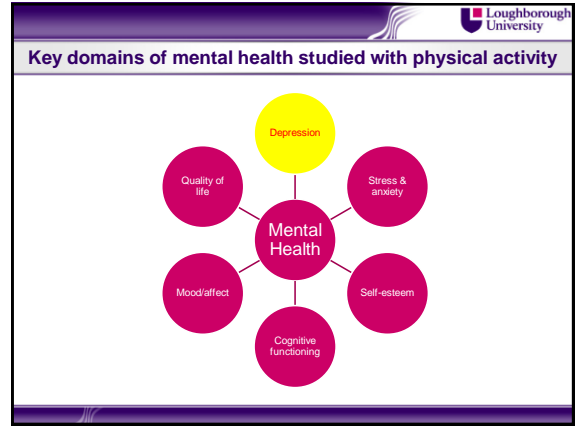 Loughborough
University
Key domains of mental health studied with physical activity
Depression
Quality of
life
Stress &
anxiety
Mental
Health
Mood/affect
Self-esteem
Cognitive
functioning